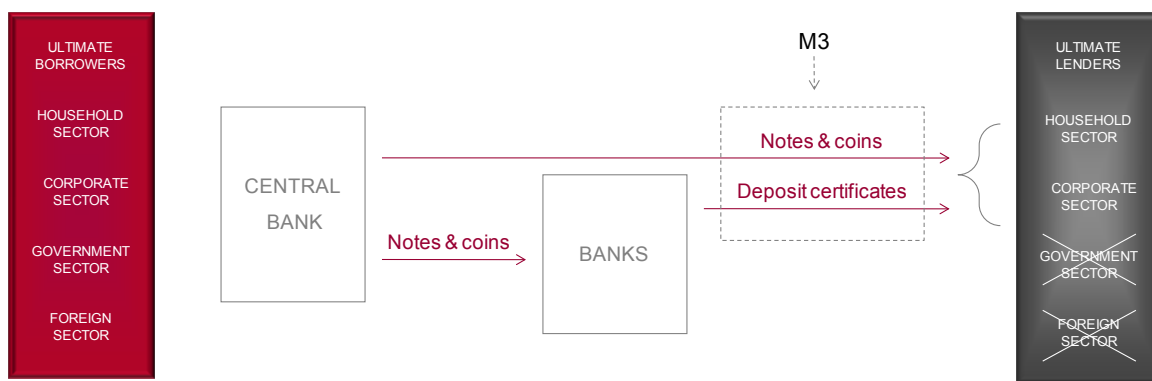 ULTIMATE
BORROWERS
HOUSEHOLD
SECTOR
CORPORATE
SECTOR
GOVERNMENT
SECTOR
FOREIGN
SECTOR
CENTRAL
BANK
Notes & coins
BANKS
M3
Notes & coins
Deposit certificates
ULTIMATE
LENDERS
HOUSEHOLD
SECTOR
CORPORATE
SECTOR
GOVERNMENT
SECTOR
FOREIGN
SECTOR